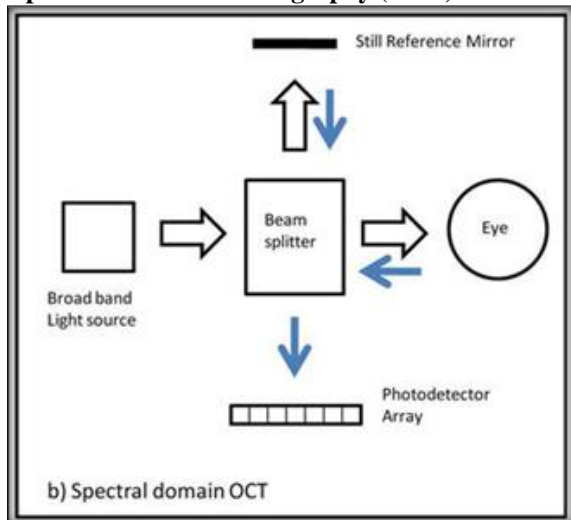 Still Reference Mirror
Beam
splitter
Eye
Broad band
Light source
Photodetector
Array
b) Spectral domain OCT